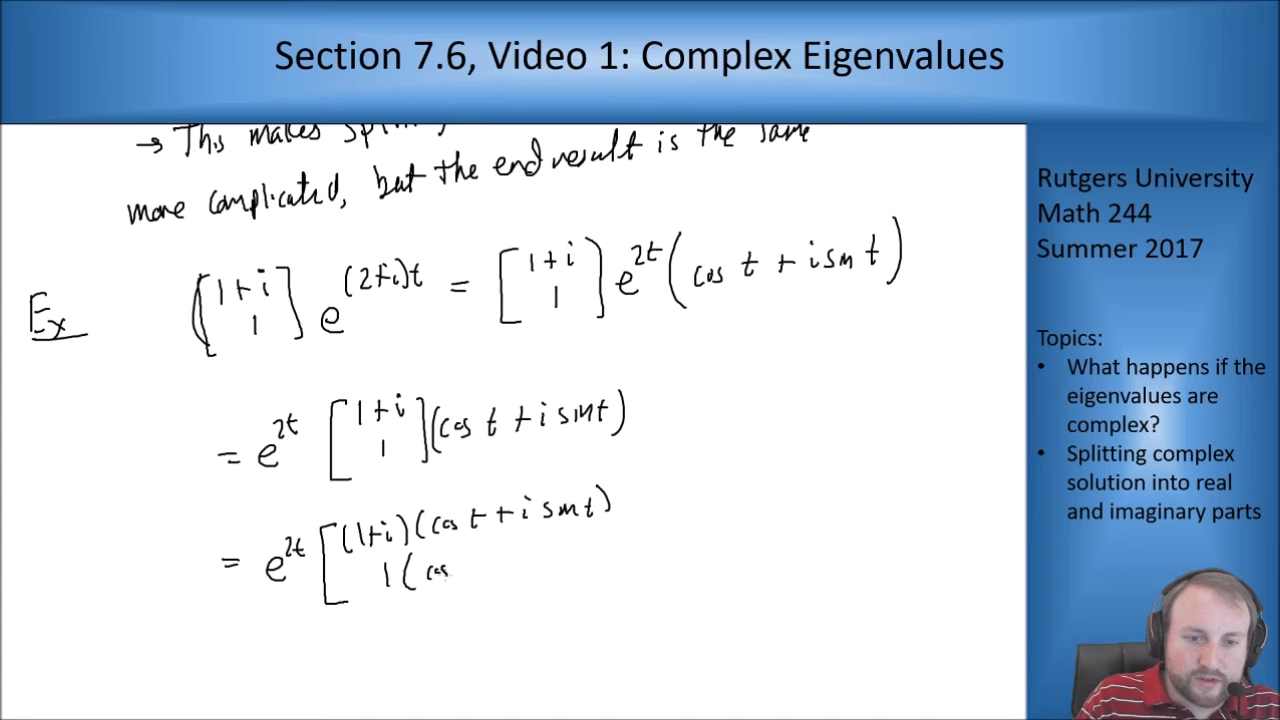 Section 7.6, Video 1: Complex Eigenvalues
→ This makes
more complicated, but the end result is the same
Ex [1+i 1] e^(2+i)t = [1+i 1] e^2t (cos t + i sin t)
= e^2t [1+i 1] (cos t + i sin t)
= e^2t [(1+i)(cos t + i sin t)
1(cos
Rutgers University
Math 244
Summer 2017
Topics:
• What happens if the
eigenvalues are
complex?
• Splitting complex
solution into real
and imaginary parts